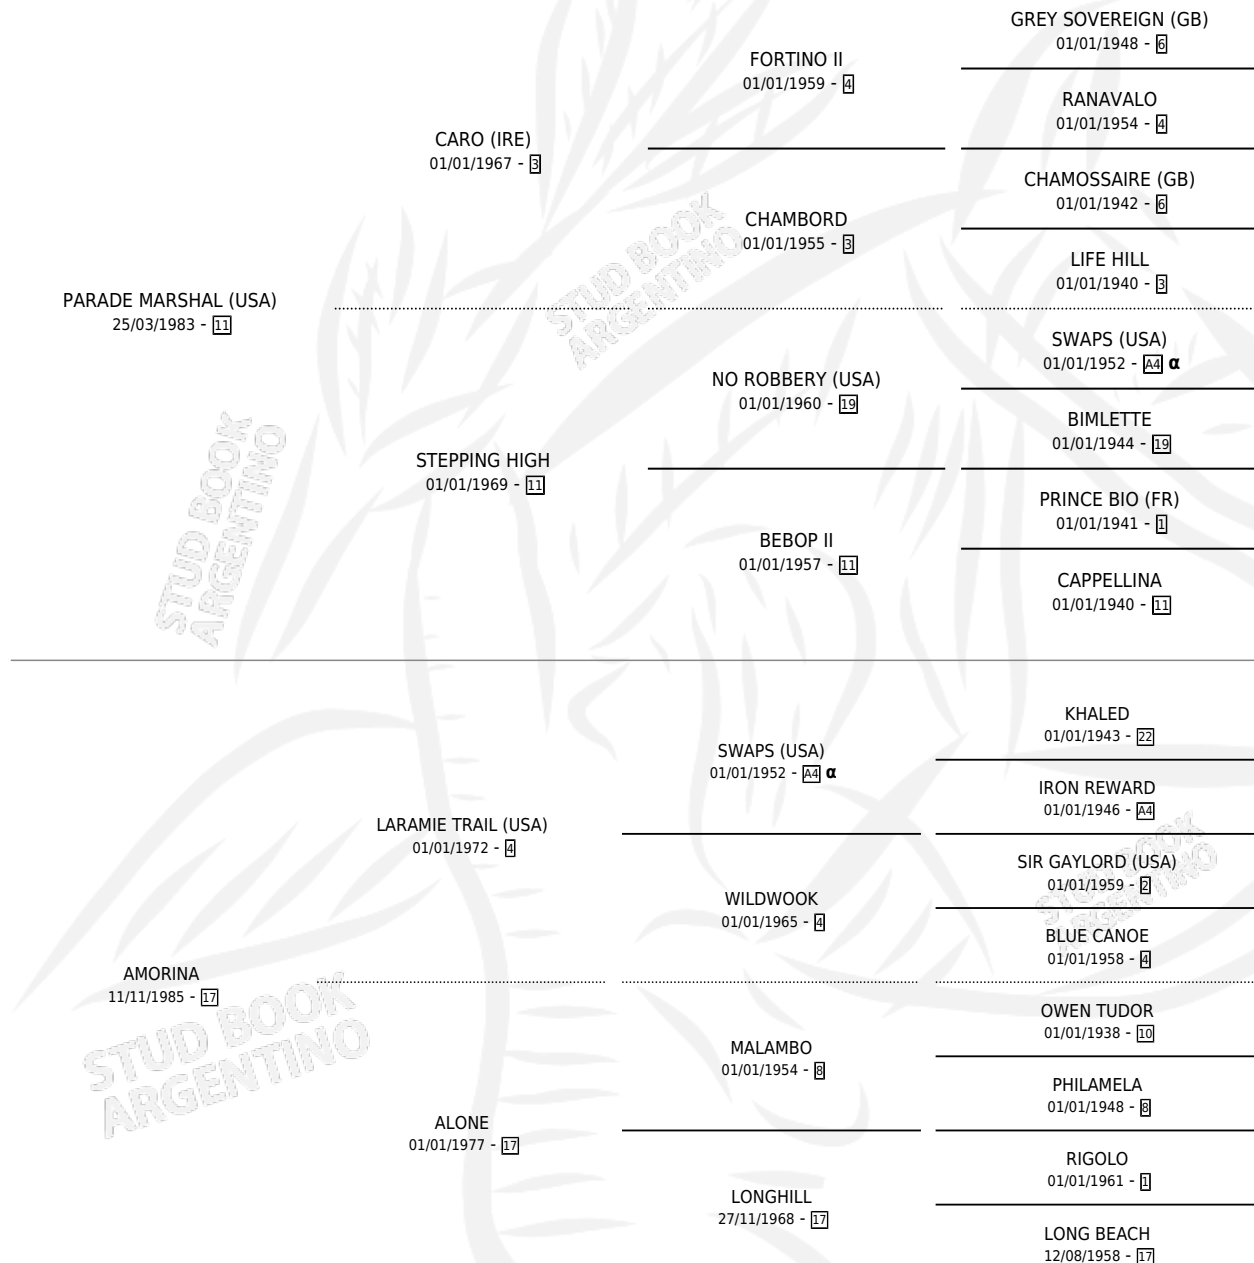 GREY SOVEREIGN (GB)
01/01/1948 - 6
FORTINO II
01/01/1959 - 4
RANAVALO
01/01/1954 - 4
CARO (IRE)
01/01/1967 - 3
CHAMOSSAIRE (GB)
01/01/1942 - 6
CHAMBORD
01/01/1955 - 3
LIFE HILL
01/01/1940 - 3
PARADE MARSHAL (USA)
25/03/1983 - 11
SWAPS (USA)
01/01/1952 - A4 α
NO ROBBERY (USA)
01/01/1960 - 19
BIMLETTE
01/01/1944 - 19
STEPPING HIGH
01/01/1969 - 11
PRINCE BIO (FR)
01/01/1941 - 1
BEBOP II
01/01/1957 - 11
CAPPELLINA
01/01/1940 - 11
KHALED
01/01/1943 - 22
SWAPS (USA)
01/01/1952 - A4 α
IRON REWARD
01/01/1946 - A4
LARAMIE TRAIL (USA)
01/01/1972 - 4
SIR GAYLORD (USA)
01/01/1959 - 2
WILDWOOK
01/01/1965 - 4
BLUE CANOE
01/01/1958 - 4
AMORINA
11/11/1985 - 17
OWEN TUDOR
01/01/1938 - 10
MALAMBO
01/01/1954 - 8
PHILAMELA
01/01/1948 - 8
ALONE
01/01/1977 - 17
RIGOLO
01/01/1961 - 1
LONGHILL
27/11/1968 - 17
LONG BEACH
12/08/1958 - 17
STUD BOOK
ARGENTINO
STUD BOOK
ARGENTINO
STUD BOOK
ARGENTINO
STUD BOOK
ARGENTINO